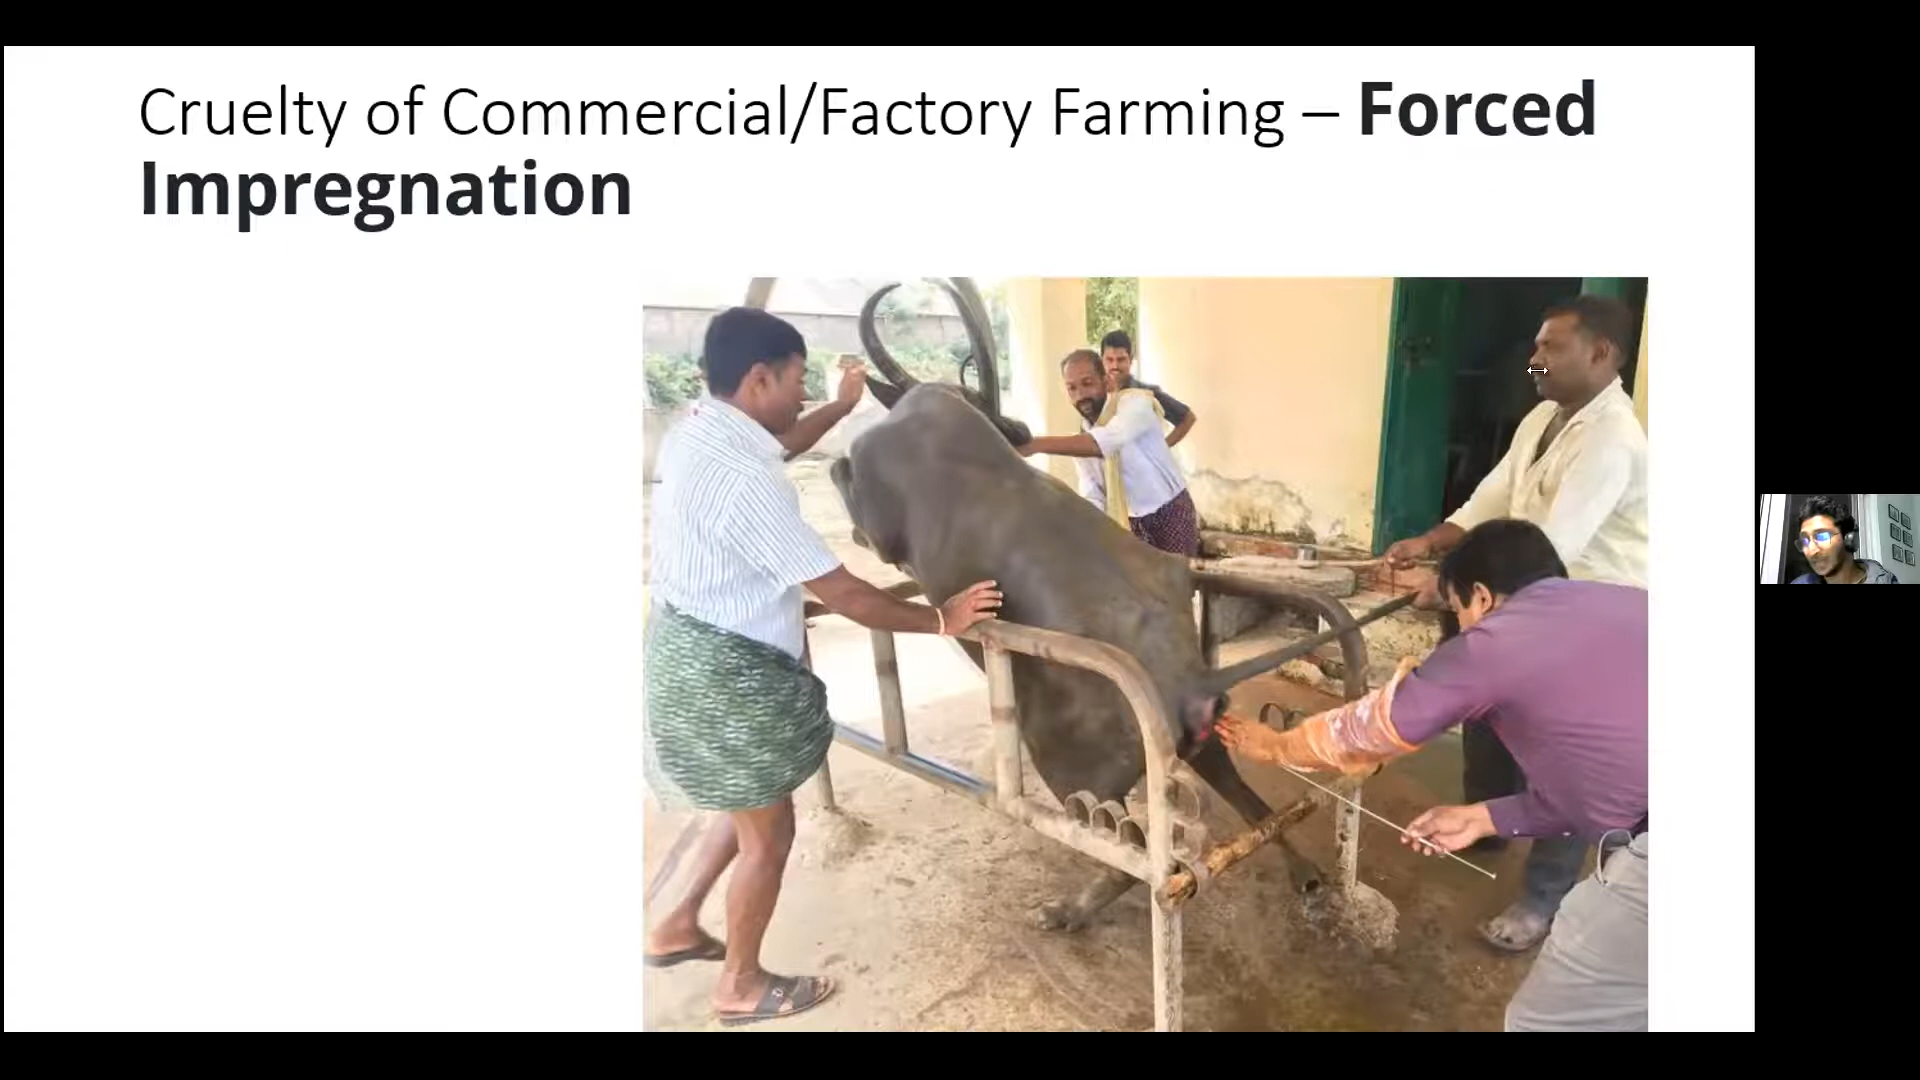 Cruelty of Commercial/Factory Farming – Forced
Impregnation